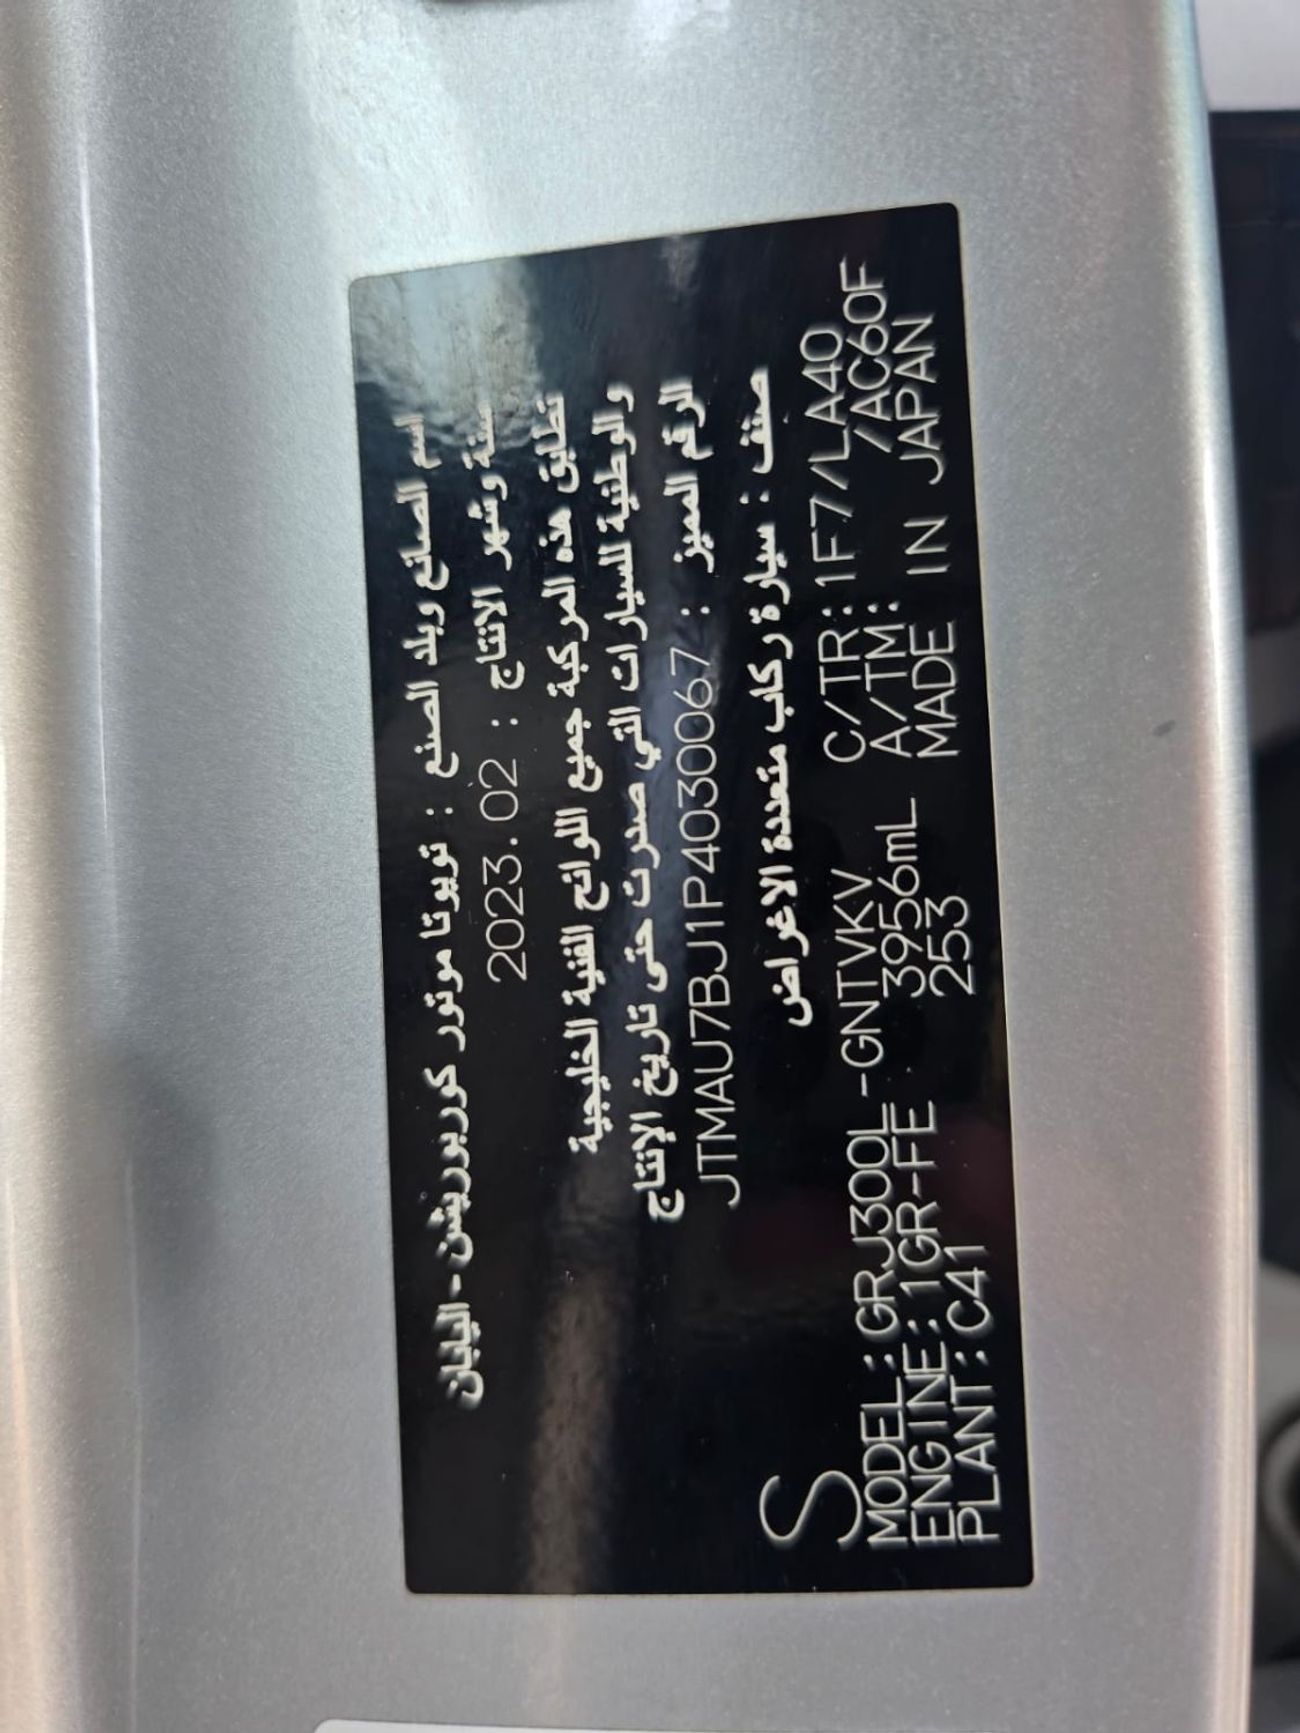 اسم الصانع وبلد الصنع : تويوتا موتور كوربوريشن - اليابان
سنة وشهر الانتاج : 2023.02
تطابق هذه المركبة جميع اللوائح الفنية الخليجية
والوطنية للسيارات التي صدرت حتى تاريخ الإنتاج
الرقم المميز : JTMAU7BJ1P4030067
صنف : سيارة ركاب متعددة الاغراض
S
MODEL:GRJ300L-GNTVKV C/TR:1F7/LA40
ENGINE:1GR-FE 3956mL A/TM: /AC60F
PLANT:C41 253 MADE IN JAPAN